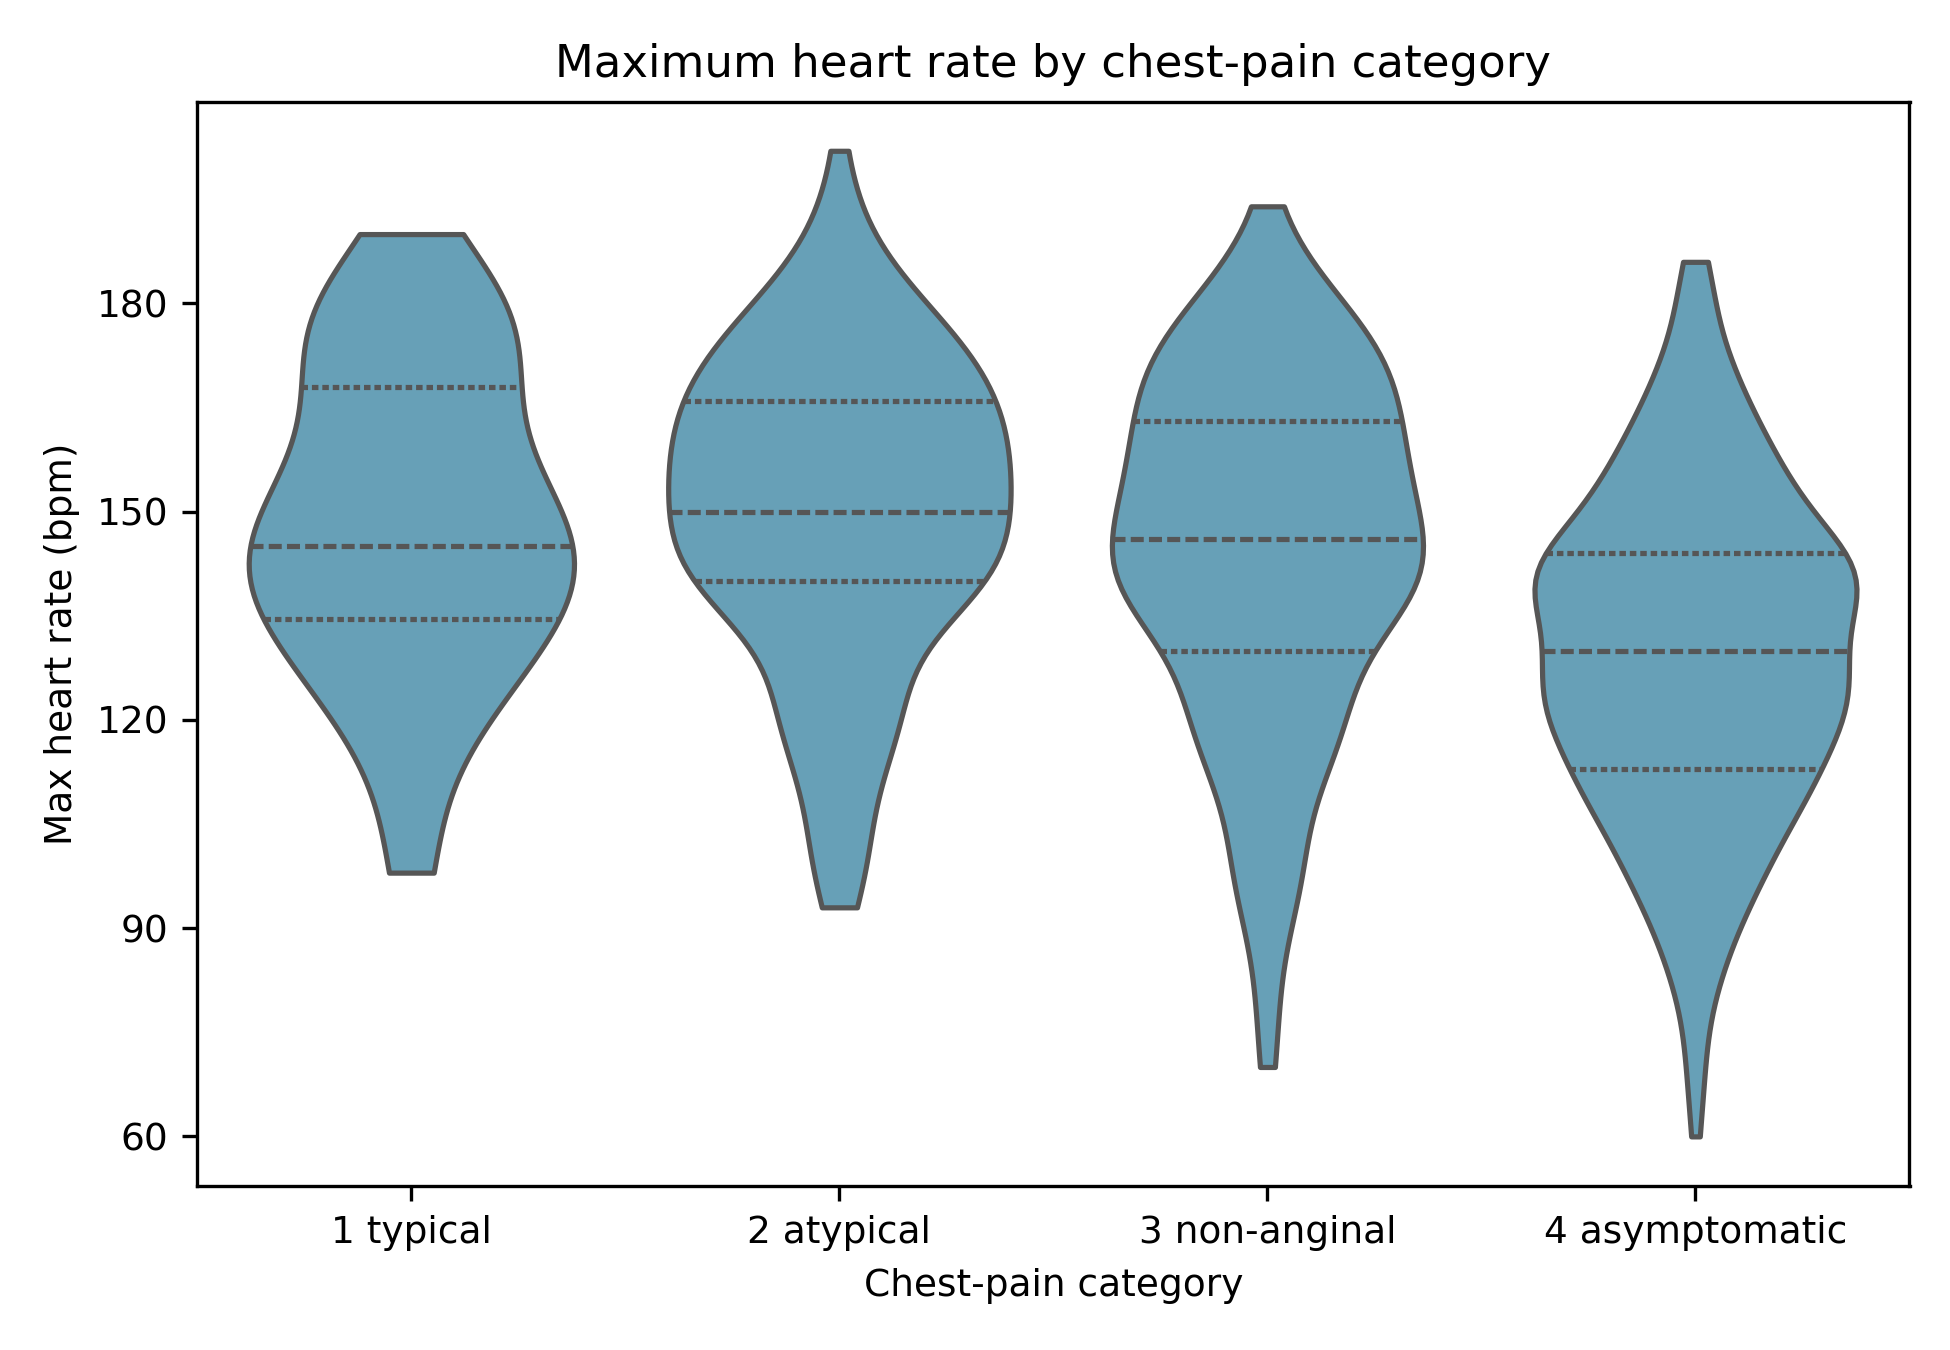 Maximum heart rate by chest-pain category
Max heart rate (bpm)
180
150
120
90
60
1 typical
2 atypical
3 non-anginal
4 asymptomatic
Chest-pain category